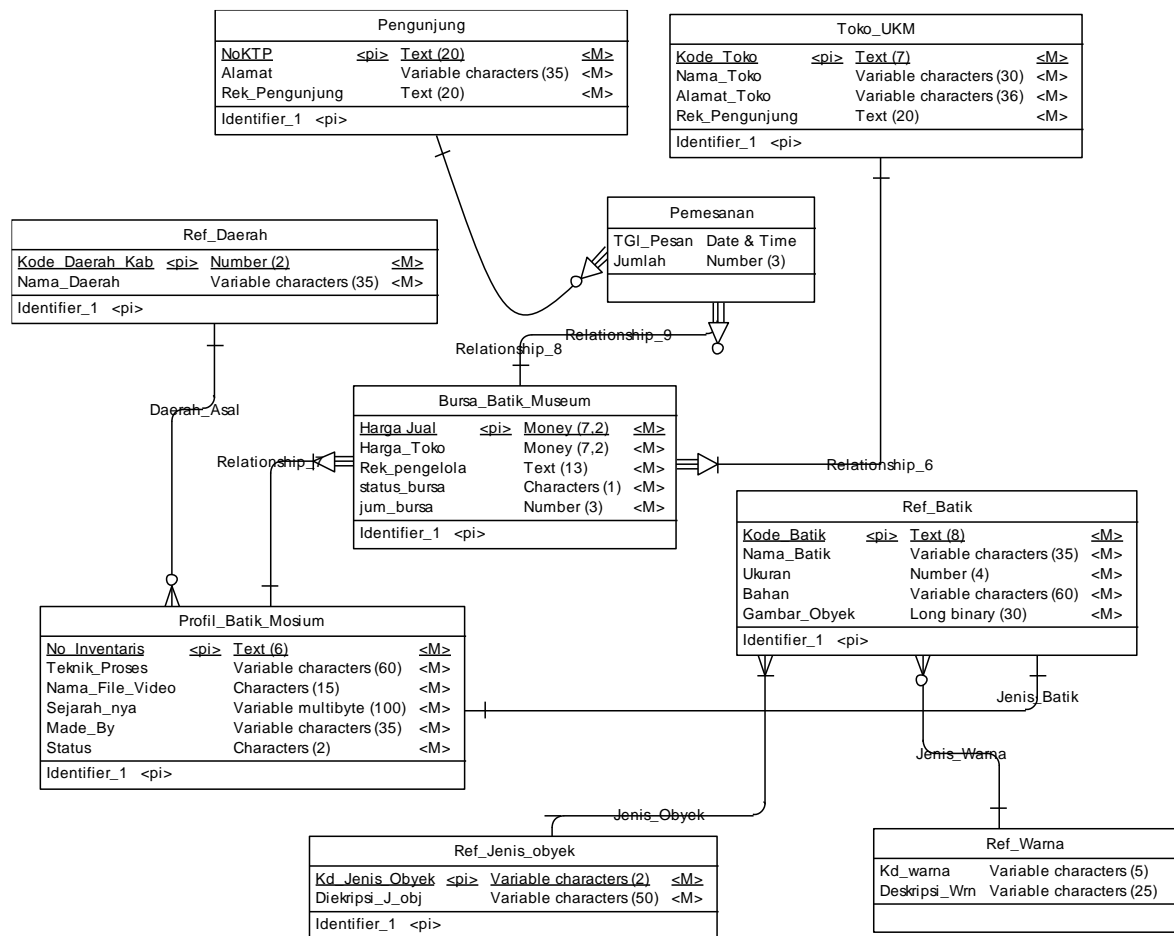 Pengunjung
NoKTP <pi> Text (20) <M>
Alamat Variable characters (35) <M>
Rek_Pengunjung Text (20) <M>
Identifier_1 <pi>
Toko_UKM
Kode_Toko <pi> Text (7) <M>
Nama_Toko Variable characters (30) <M>
Alamat_Toko Variable characters (36) <M>
Rek_Pengunjung Text (20) <M>
Identifier_1 <pi>
Pemesanan
TGl_Pesan Date & Time
Jumlah Number (3)
Ref_Daerah
Kode_Daerah_Kab <pi> Number (2) <M>
Nama_Daerah Variable characters (35) <M>
Identifier_1 <pi>
Relationship_9
Relationship_8
Daerah_Asal
Bursa_Batik_Museum
Harga Jual <pi> Money (7,2) <M>
Harga_Toko Money (7,2) <M>
Rek_pengelola Text (13) <M>
status_bursa Characters (1) <M>
jum_bursa Number (3) <M>
Identifier_1 <pi>
Relationship_7
Relationship_6
Ref_Batik
Kode_Batik <pi> Text (8) <M>
Nama_Batik Variable characters (35) <M>
Ukuran Number (4) <M>
Bahan Variable characters (60) <M>
Gambar_Obyek Long binary (30) <M>
Identifier_1 <pi>
Profil_Batik_Mosium
No_Inventaris <pi> Text (6) <M>
Teknik_Proses Variable characters (60) <M>
Nama_File_Video Characters (15) <M>
Sejarah_nya Variable multibyte (100) <M>
Made_By Variable characters (35) <M>
Status Characters (2) <M>
Identifier_1 <pi>
Jenis_Batik
Jenis_Warna
Jenis_Obyek
Ref_Jenis_obyek
Kd_Jenis_Obyek <pi> Variable characters (2) <M>
Diekripsi_J_obj Variable characters (50) <M>
Identifier_1 <pi>
Ref_Warna
Kd_warna Variable characters (5)
Deskripsi_Wrn Variable characters (25)